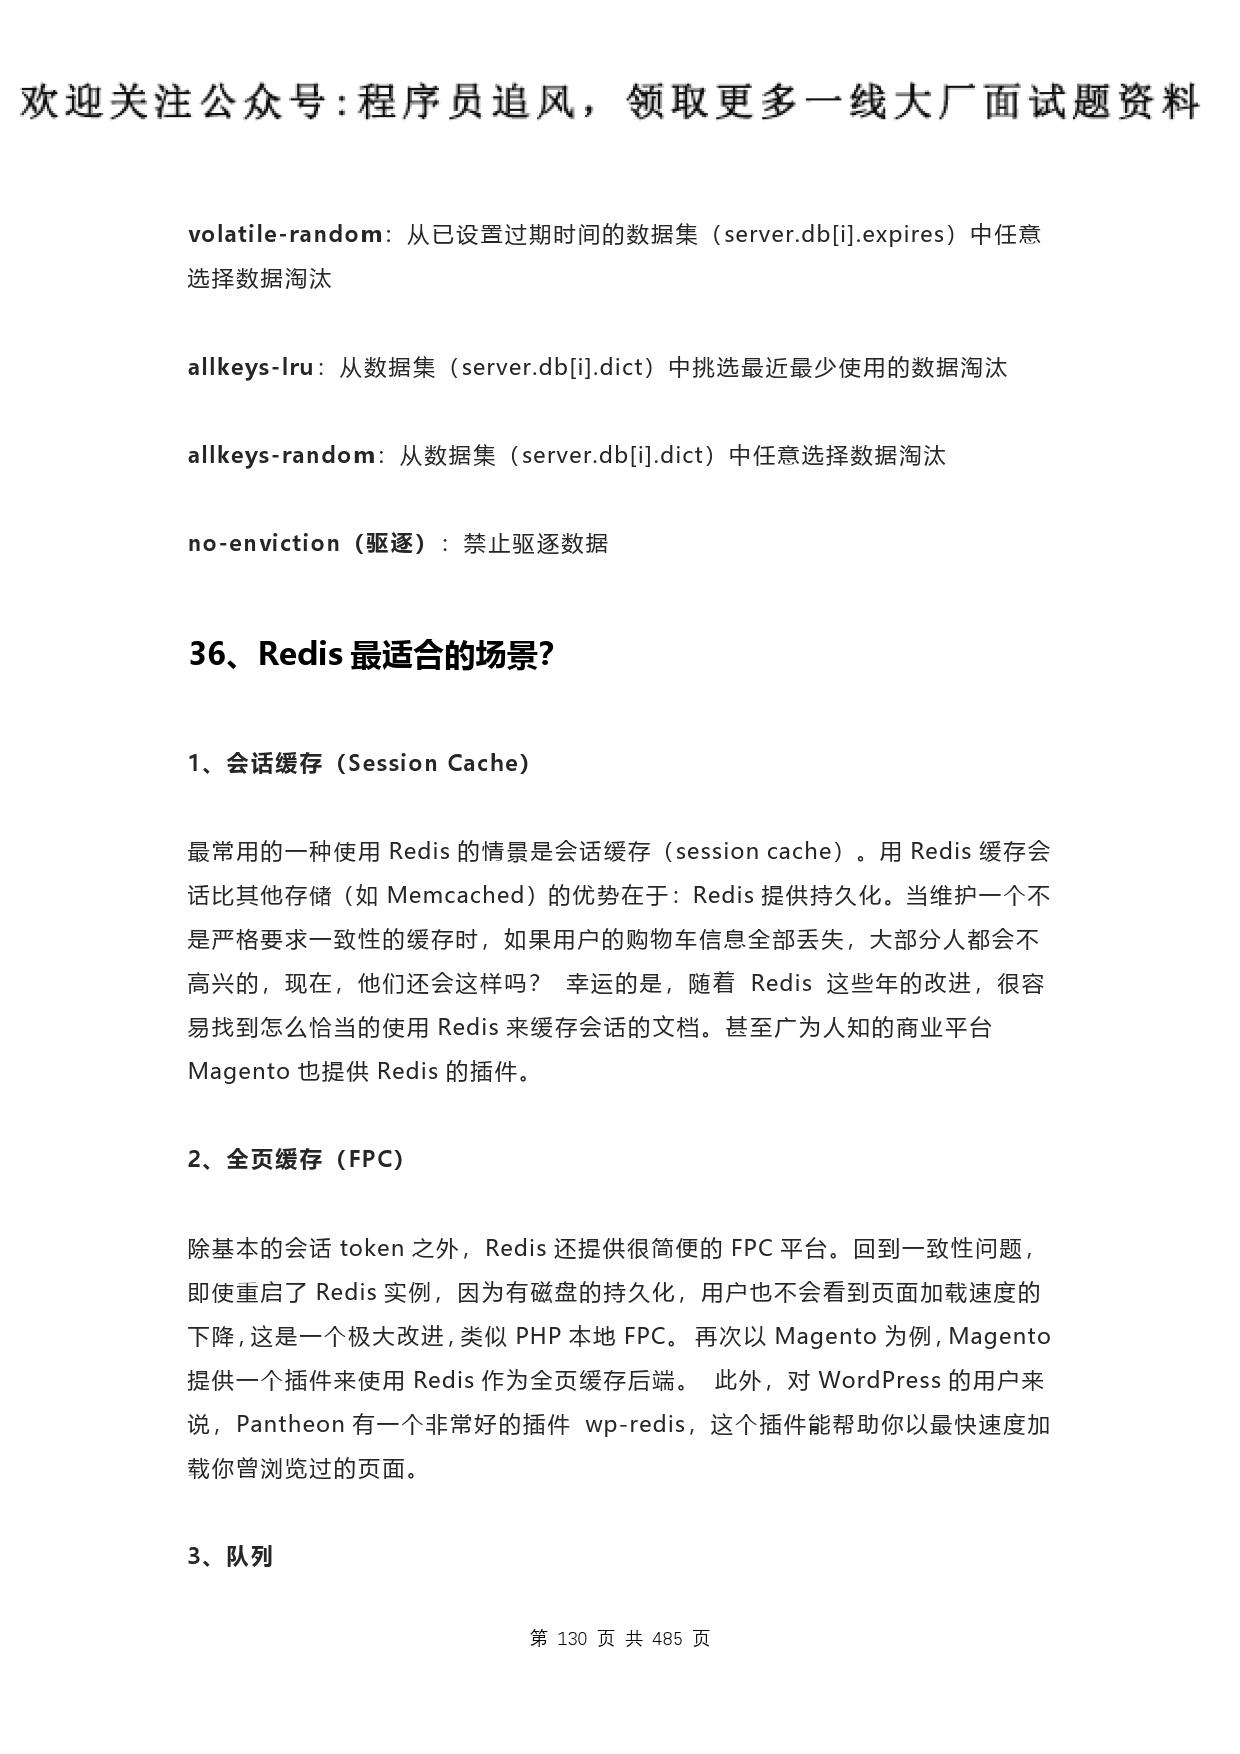 欢迎关注公众号:程序员追风，领取更多一线大厂面试题资料
volatile-random：从已设置过期时间的数据集（server.db[i].expires）中任意
选择数据淘汰
allkeys-lru：从数据集（server.db[i].dict）中挑选最近最少使用的数据淘汰
allkeys-random：从数据集（server.db[i].dict）中任意选择数据淘汰
no-enviction（驱逐）：禁止驱逐数据
36、Redis 最适合的场景？
1、会话缓存（Session Cache）
最常用的一种使用 Redis 的情景是会话缓存（session cache）。用 Redis 缓存会
话比其他存储（如 Memcached）的优势在于：Redis 提供持久化。当维护一个不
是严格要求一致性的缓存时，如果用户的购物车信息全部丢失，大部分人都会不
高兴的，现在，他们还会这样吗？ 幸运的是，随着 Redis 这些年的改进，很容
易找到怎么恰当的使用 Redis 来缓存会话的文档。甚至广为人知的商业平台
Magento 也提供 Redis 的插件。
2、全页缓存（FPC）
除基本的会话 token 之外，Redis 还提供很简便的 FPC 平台。回到一致性问题，
即使重启了 Redis 实例，因为有磁盘的持久化，用户也不会看到页面加载速度的
下降，这是一个极大改进，类似 PHP 本地 FPC。 再次以 Magento 为例，Magento
提供一个插件来使用 Redis 作为全页缓存后端。 此外，对 WordPress 的用户来
说，Pantheon 有一个非常好的插件 wp-redis，这个插件能帮助你以最快速度加
载你曾浏览过的页面。
3、队列
第 130 页 共 485 页